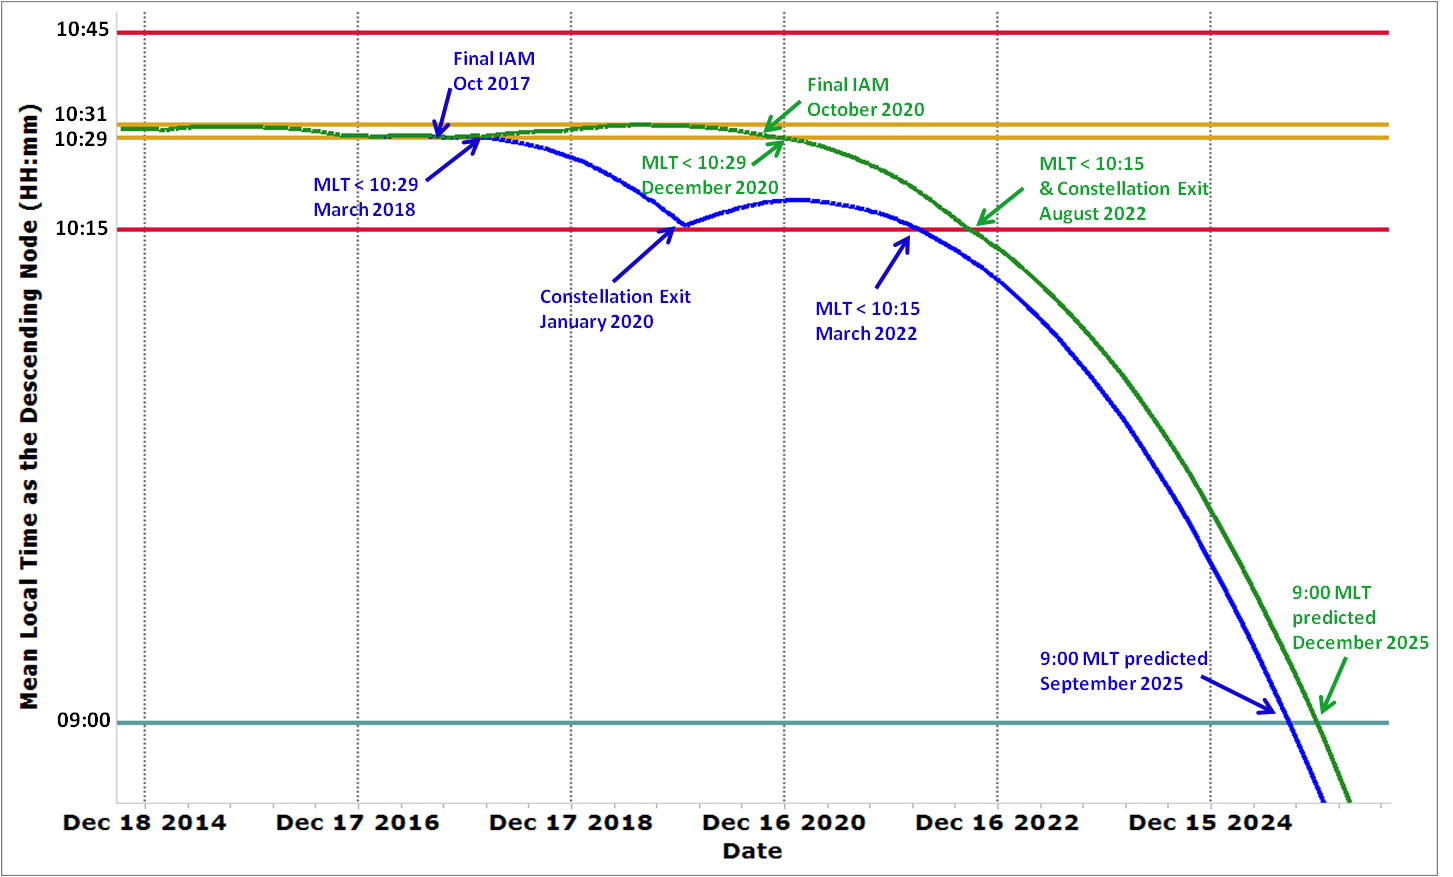 10:45
Final IAM
Oct 2017
Final IAM
October 2020
10:31
10:29
MLT < 10:29
March 2018
MLT < 10:29
December 2020
MLT < 10:15
& Constellation Exit
August 2022
10:15
Constellation Exit
January 2020
MLT < 10:15
March 2022
Mean Local Time as the Descending Node (HH:mm)
9:00 MLT
predicted
December 2025
9:00 MLT predicted
September 2025
09:00
Dec 18 2014
Dec 17 2016
Dec 17 2018
Dec 16 2020
Dec 16 2022
Dec 15 2024
Date